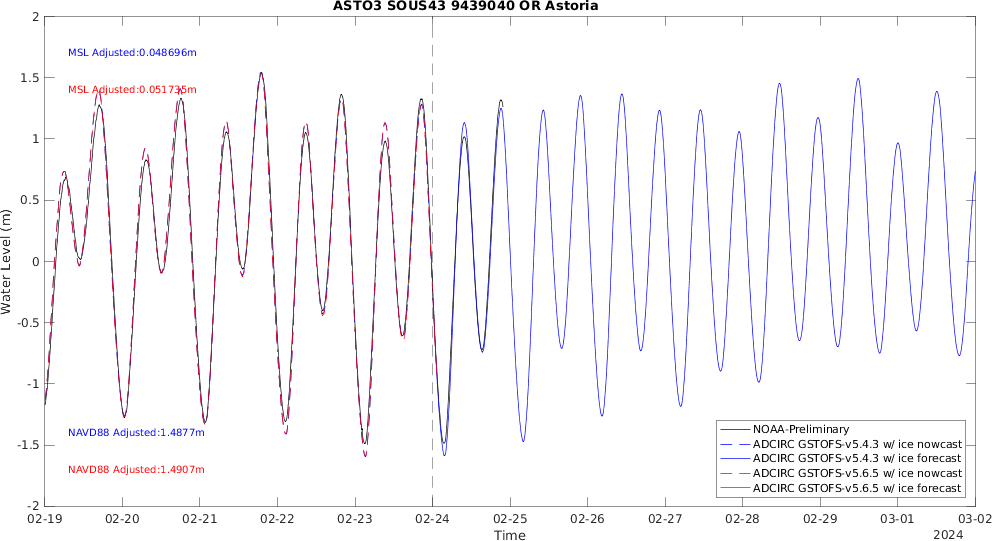 ASTO3 SOUS43 9439040 OR Astoria
2
1.5
1
0.5
0
-0.5
-1
-1.5
-2
Water Level (m)
MSL Adjusted:0.048696m
MSL Adjusted:0.051735m
NAVD88 Adjusted:1.4877m
NAVD88 Adjusted:1.4907m
NOAA-Preliminary
ADCIRC GSTOFS-v5.4.3 w/ ice nowcast
ADCIRC GSTOFS-v5.4.3 w/ ice forecast
ADCIRC GSTOFS-v5.6.5 w/ ice nowcast
ADCIRC GSTOFS-v5.6.5 w/ ice forecast
02-19 02-20 02-21 02-22 02-23 02-24 02-25 02-26 02-27 02-28 02-29 03-01 03-02
Time
2024